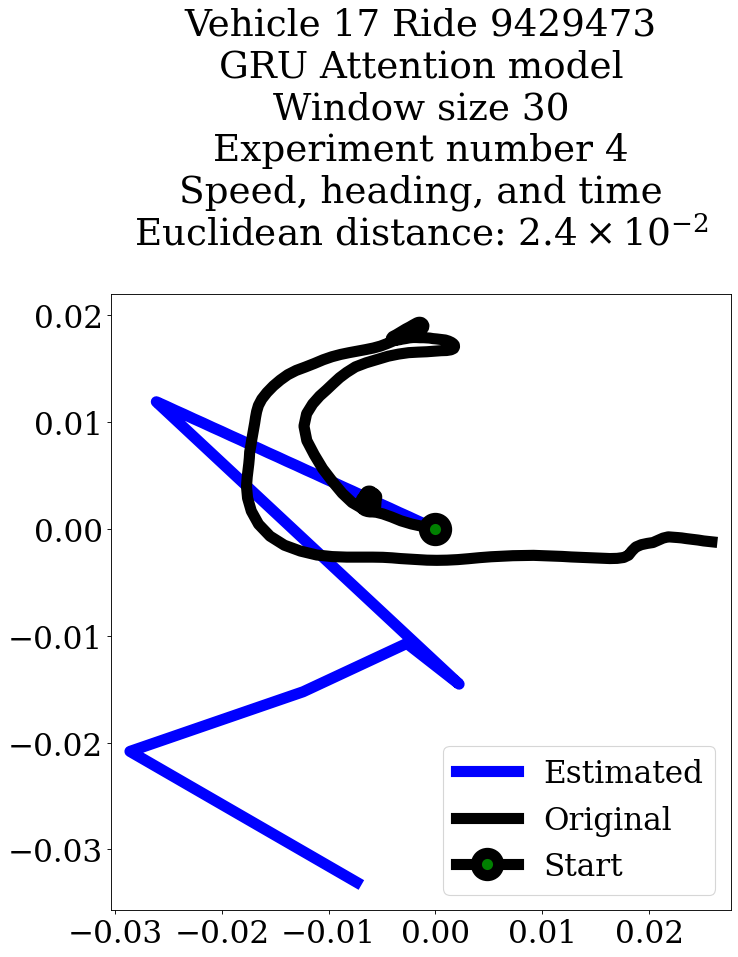 Vehicle 17 Ride 9429473
GRU Attention model
Window size 30
Experiment number 4
Speed, heading, and time
Euclidean distance: 2.4 × 10⁻²
0.02
0.01
0.00
−0.01
−0.02
−0.03
Estimated
Original
Start
−0.03 −0.02 −0.01 0.00 0.01 0.02